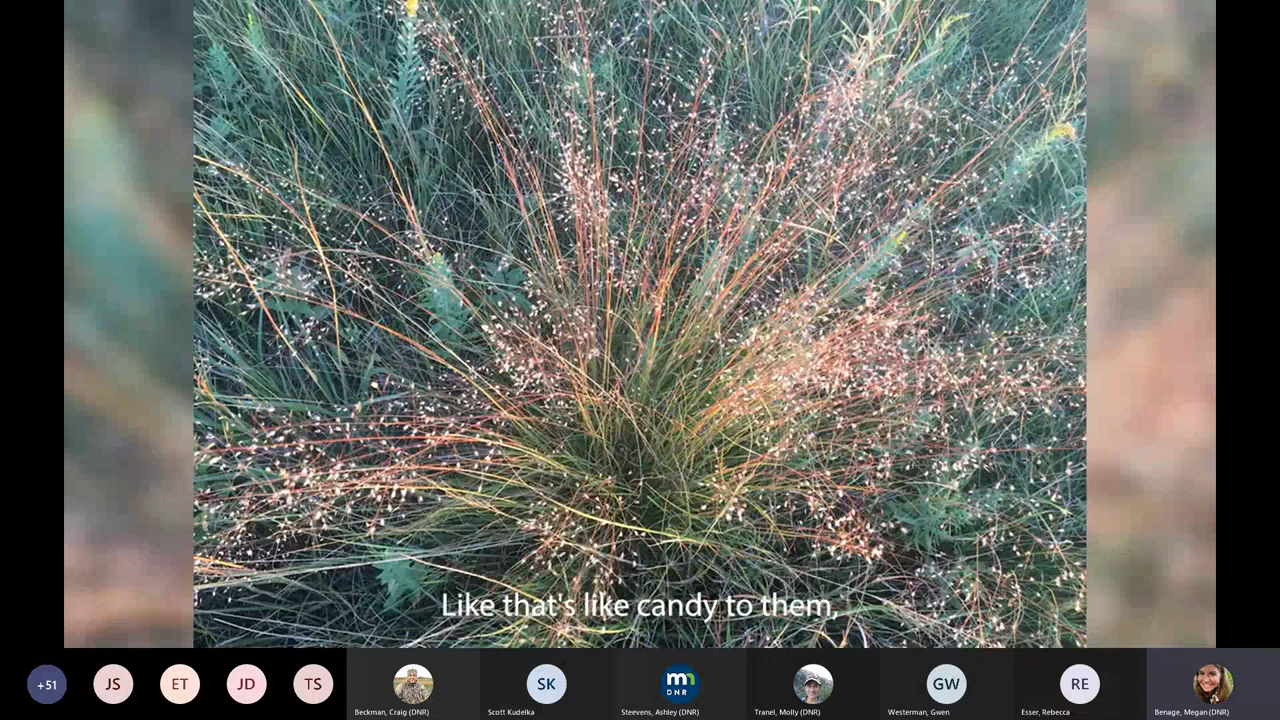 Like that's like candy to them,
+51
JS
ET
JD
TS
SK
mn
DNR
GW
RE
Beckman, Craig (DNR)
Scott Kudelka
Steevens, Ashley (DNR)
Tranel, Molly (DNR)
Westerman, Gwen
Esser, Rebecca
Benage, Megan (DNR)